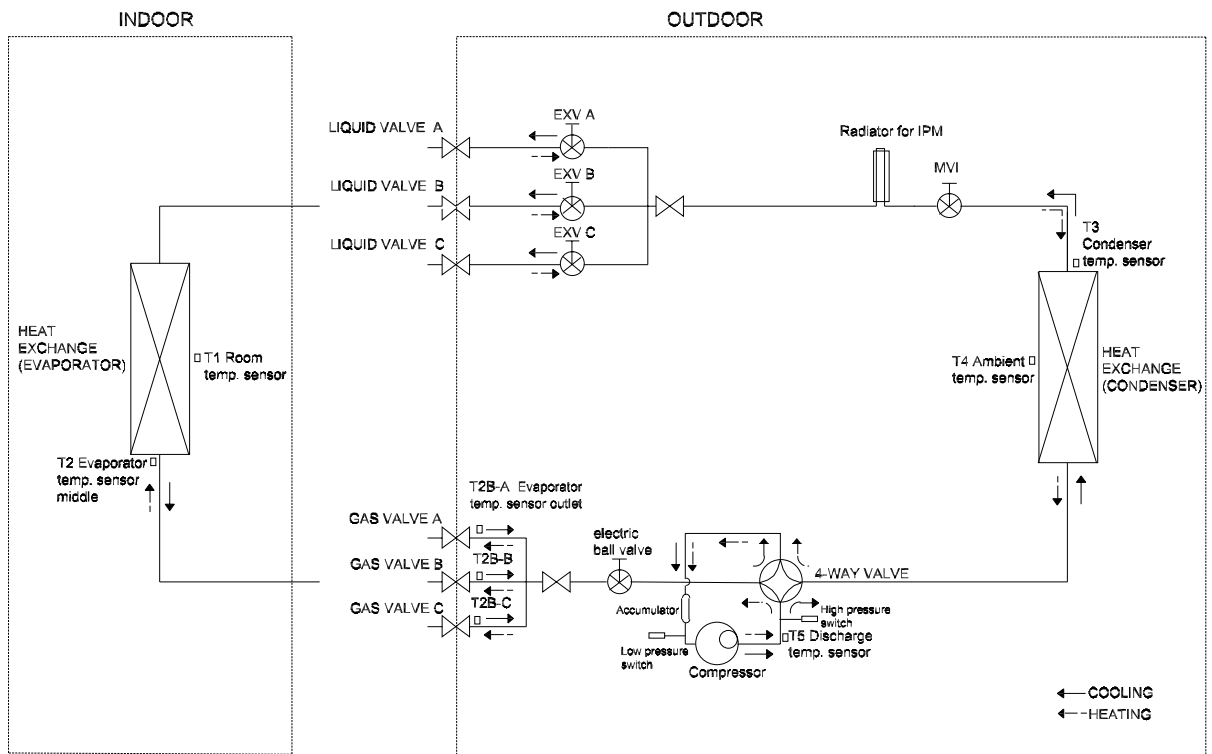 INDOOR
OUTDOOR
LIQUID VALVE A
EXV A
LIQUID VALVE B
EXV B
LIQUID VALVE C
EXV C
Radiator for IPM
MVI
T3
Condenser
temp. sensor
HEAT
EXCHANGE
(EVAPORATOR)
T1 Room
temp. sensor
T4 Ambient
temp. sensor
HEAT
EXCHANGE
(CONDENSER)
T2 Evaporator
temp. sensor
middle
T2B-A Evaporator
temp. sensor outlet
GAS VALVE A
GAS VALVE B
T2B-B
GAS VALVE C
T2B-C
electric
ball valve
4-WAY VALVE
Accumulator
High pressure
switch
Low pressure
switch
T5 Discharge
temp. sensor
Compressor
COOLING
HEATING